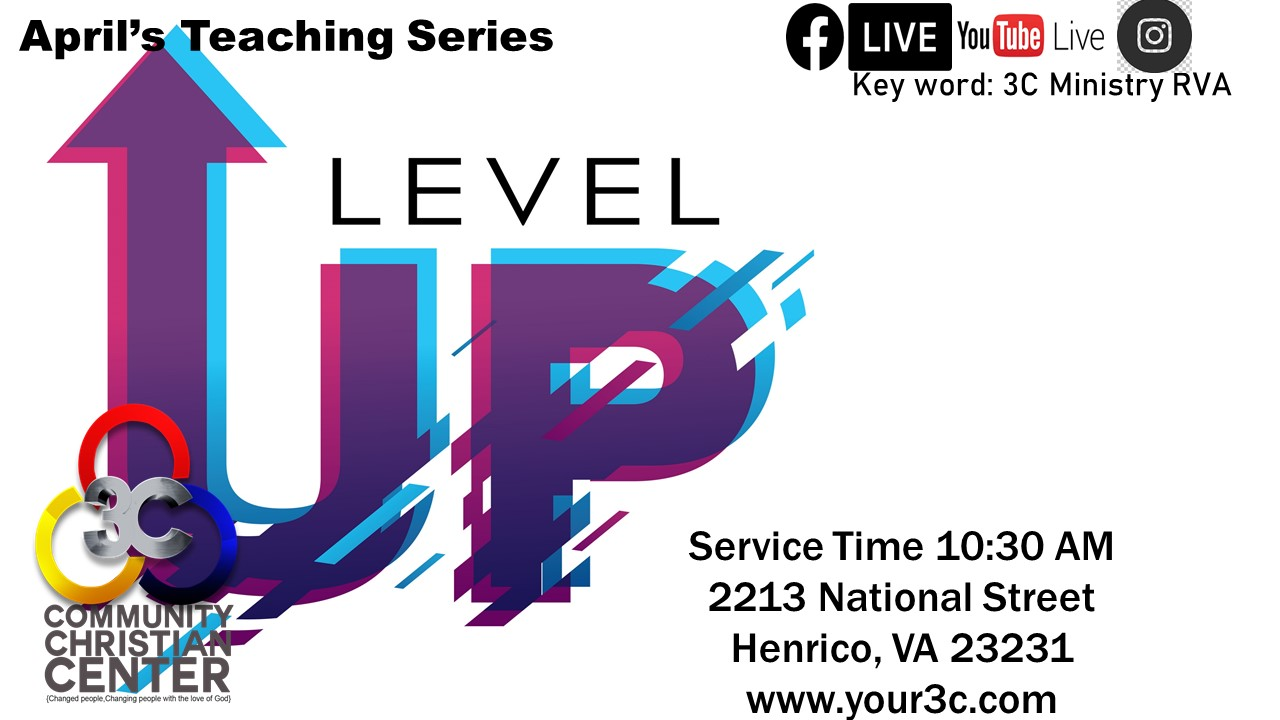 April's Teaching Series
LIVE YouTube Live
Key word: 3C Ministry RVA
LEVEL
UP
3C
COMMUNITY
CHRISTIAN
CENTER
{Changed people,Changing people with the love of God}
Service Time 10:30 AM
2213 National Street
Henrico, VA 23231
www.your3c.com